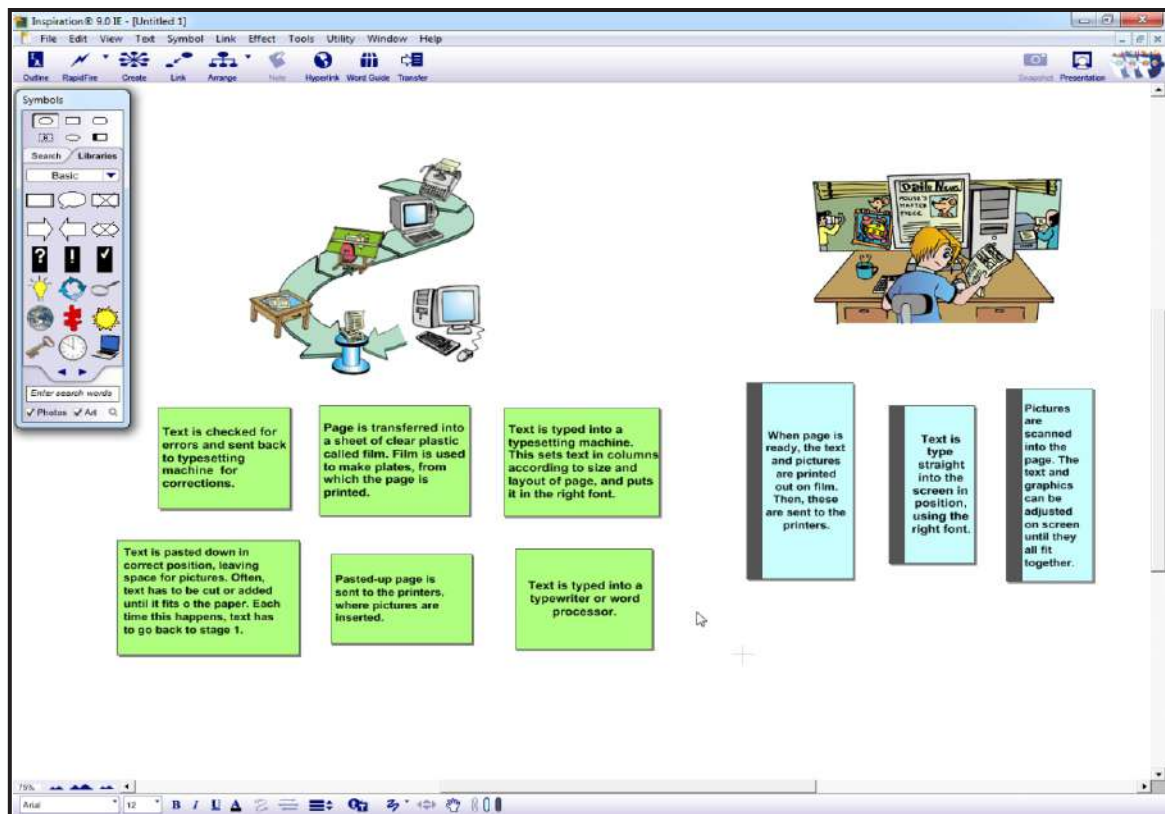 Inspiration® 9.0 IE - [Untitled 1]
File Edit View Text Symbol Link Effect Tools Utility Window Help
Outline RapidFire Create Link Arrange Note Hyperlink Word Guide Transfer Snapshot Presentation
Symbols
Search Libraries
Basic
Enter search words
Photos Art
Daily News
MOUSE'S
MASTER
PIECE
Text is checked for
errors and sent back
to typesetting
machine for
corrections.
Page is transferred into
a sheet of clear plastic
called film. Film is used
to make plates, from
which the page is
printed.
Text is typed into a
typesetting machine.
This sets text in columns
according to size and
layout of page, and puts
it in the right font.
When page is
ready, the text
and pictures
are printed
out on film.
Then, these
are sent to the
printers.
Text is
type
straight
into the
screen in
position,
using the
right font.
Pictures
are
scanned
into the
page. The
text and
graphics
can be
adjusted
on screen
until they
all fit
together.
Text is pasted down in
correct position, leaving
space for pictures. Often,
text has to be cut or added
until it fits o the paper. Each
time this happens, text has
to go back to stage 1.
Pasted-up page is
sent to the printers,
where pictures are
inserted.
Text is typed into a
typewriter or word
processor.
75%
Arial 12 B I U A